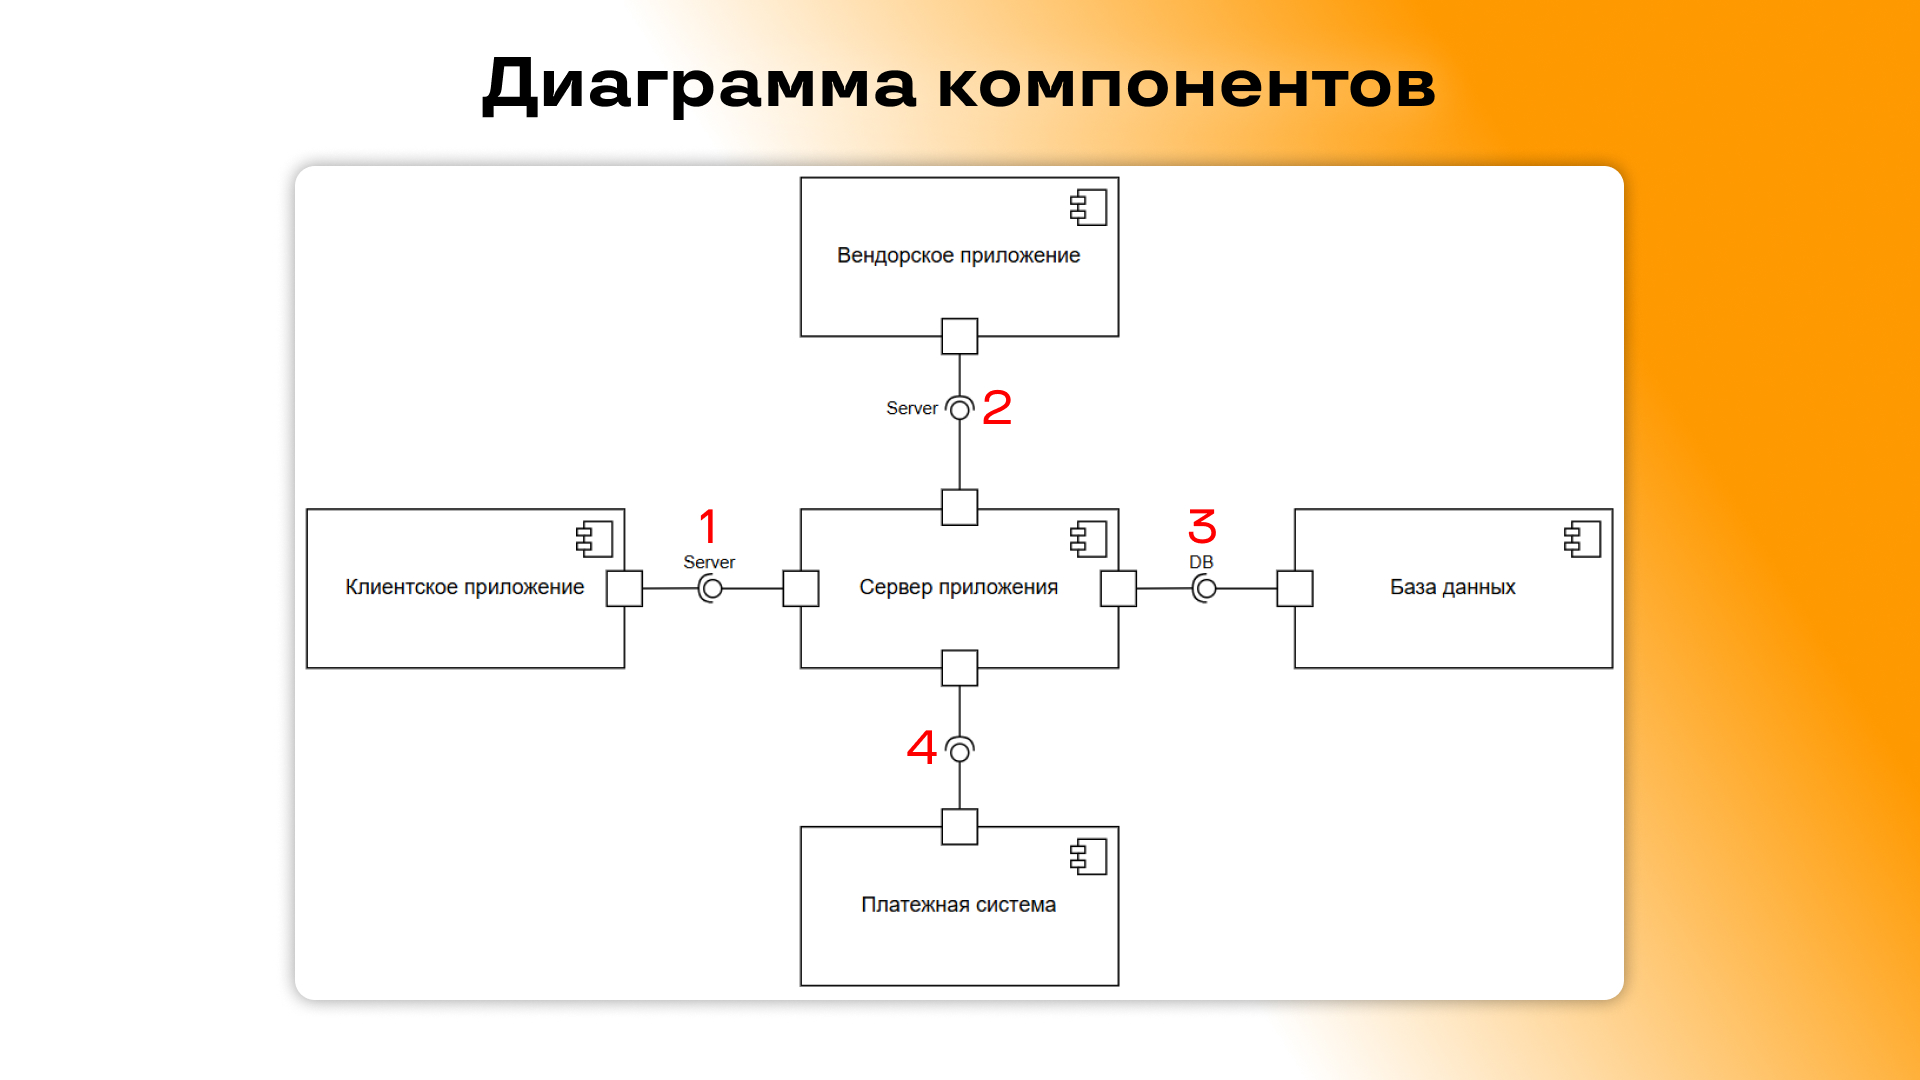 Диаграмма компонентов
Вендорское приложение
Server 2
1
Server
3
DB
Клиентское приложение
Сервер приложения
База данных
4
Платежная система